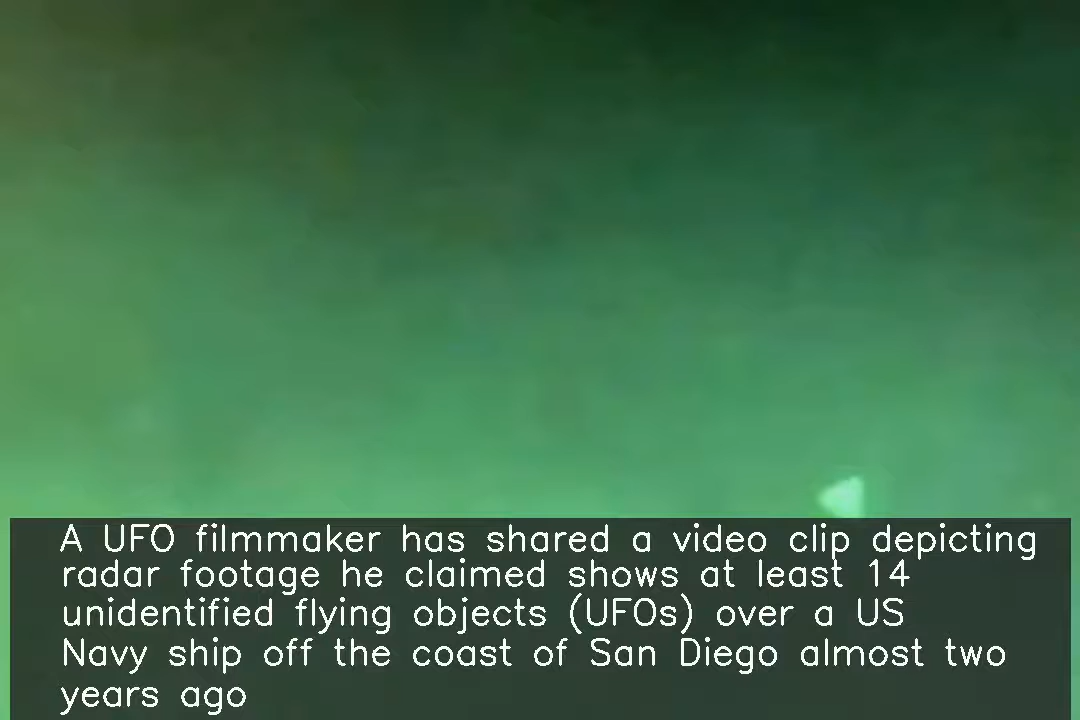 A UFO filmmaker has shared a video clip depicting
radar footage he claimed shows at least 14
unidentified flying objects (UFOs) over a US
Navy ship off the coast of San Diego almost two
years ago